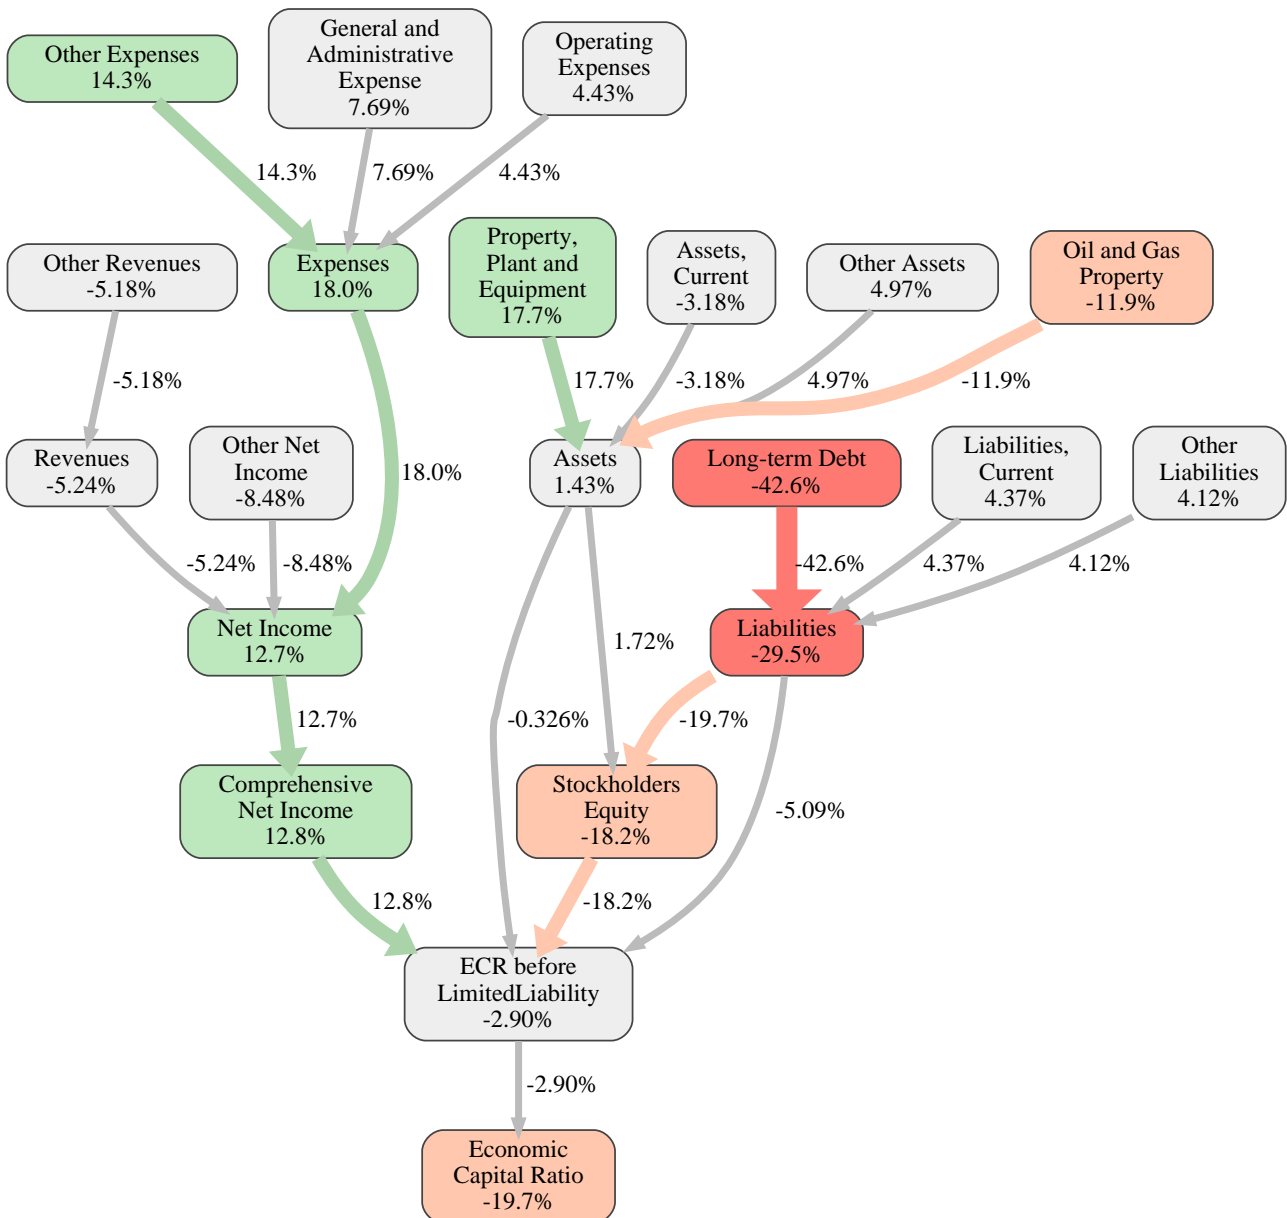 Other Expenses
14.3%
General and
Administrative
Expense
7.69%
Operating
Expenses
4.43%
14.3%
7.69%
4.43%
Other Revenues
-5.18%
Expenses
18.0%
Property,
Plant and
Equipment
17.7%
Assets,
Current
-3.18%
Other Assets
4.97%
Oil and Gas
Property
-11.9%
-5.18%
17.7%
-3.18%
4.97%
-11.9%
Revenues
-5.24%
Other Net
Income
-8.48%
18.0%
Assets
1.43%
Long-term Debt
-42.6%
Liabilities,
Current
4.37%
Other
Liabilities
4.12%
-5.24%
-8.48%
-42.6%
4.37%
4.12%
Net Income
12.7%
1.72%
Liabilities
-29.5%
12.7%
-0.326%
-19.7%
Comprehensive
Net Income
12.8%
Stockholders
Equity
-18.2%
-5.09%
12.8%
-18.2%
ECR before
LimitedLiability
-2.90%
-2.90%
Economic
Capital Ratio
-19.7%